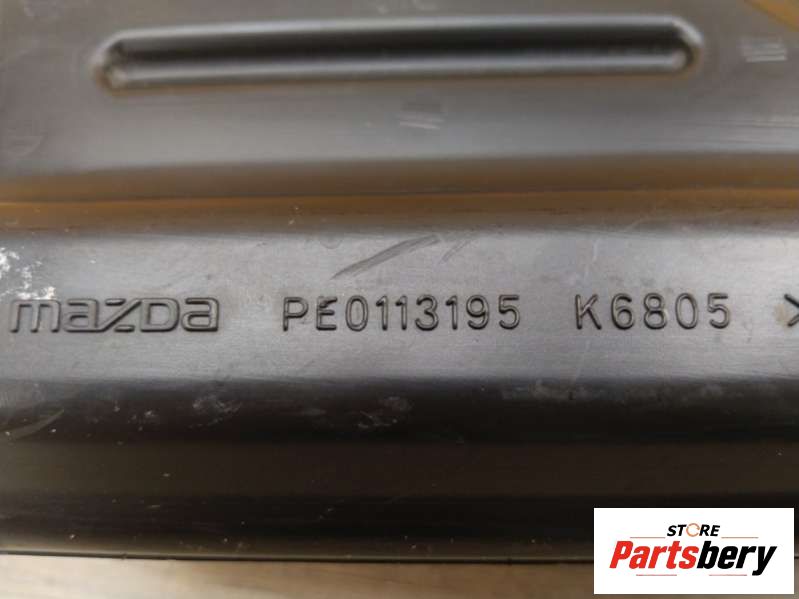 mazda PE0113195 K6805 >
STORE
Partsbery